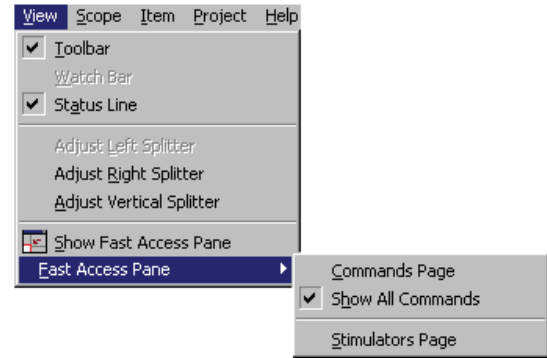 View Scope Item Project Help
Toolbar
Watch Bar
Status Line
Adjust Left Splitter
Adjust Right Splitter
Adjust Vertical Splitter
Show Fast Access Pane
Fast Access Pane
Commands Page
Show All Commands
Stimulators Page